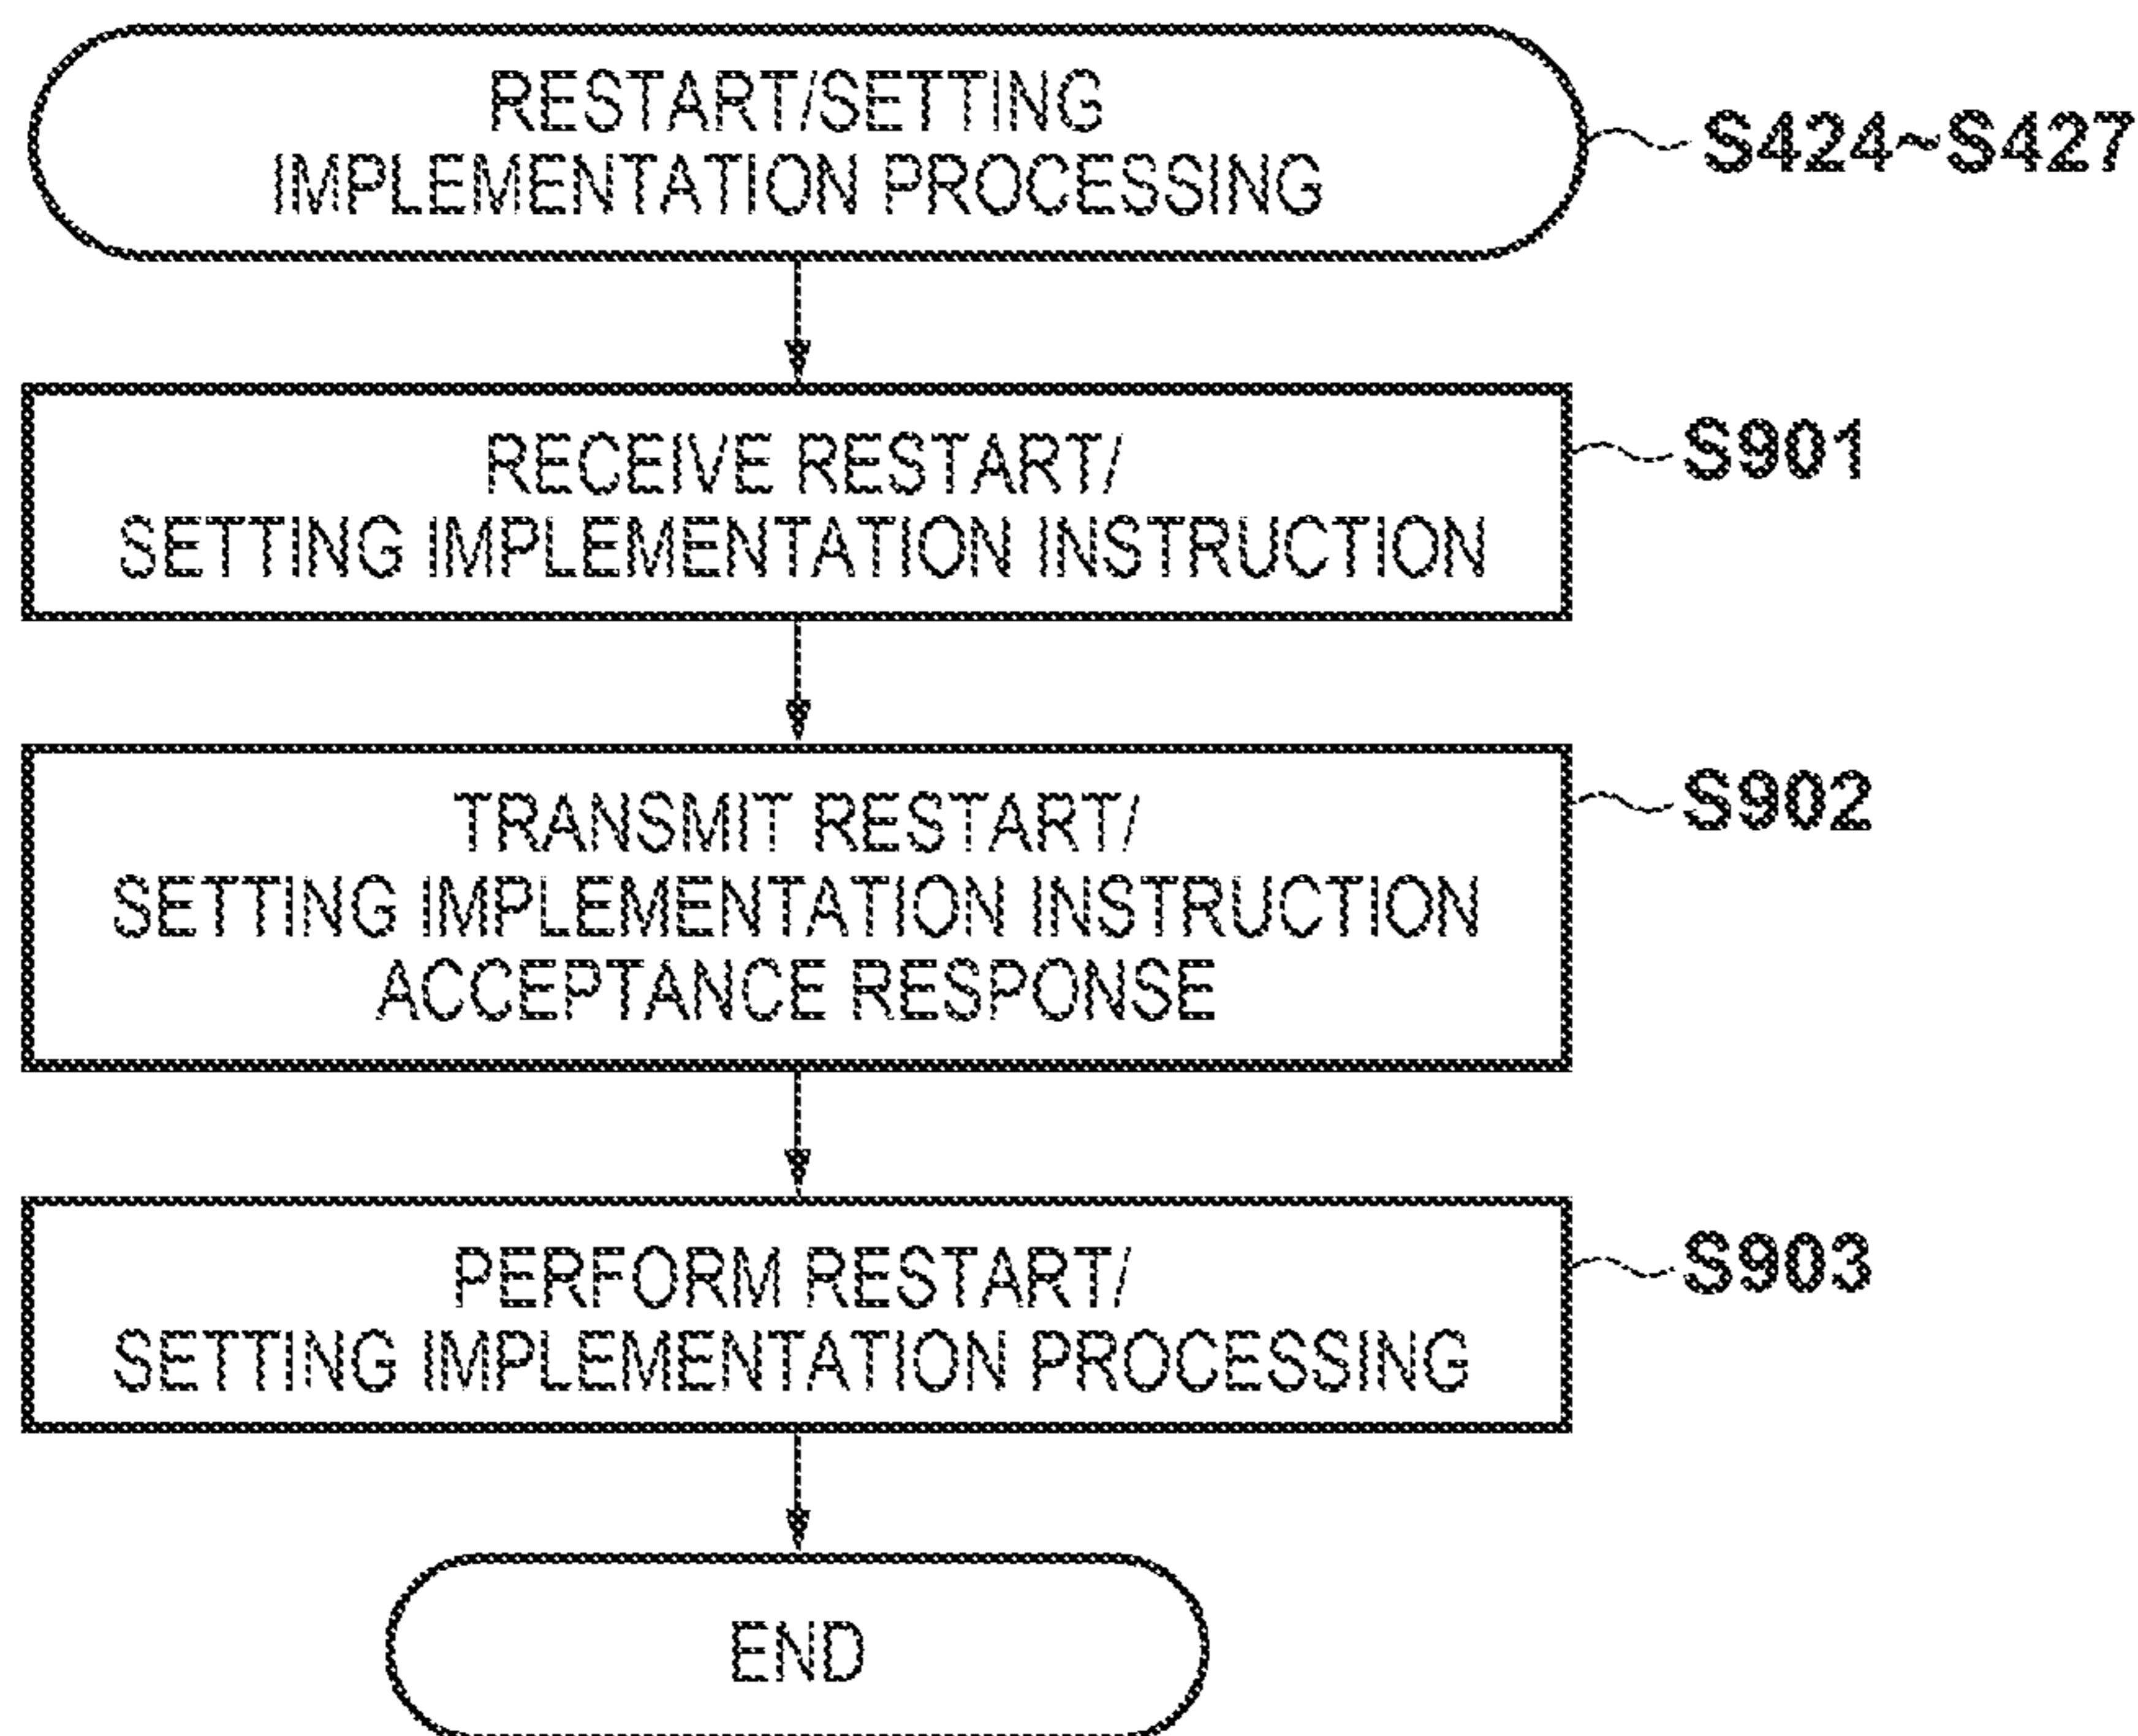 RESTART/SETTING
IMPLEMENTATION PROCESSING
S424~S427
RECEIVE RESTART/
SETTING IMPLEMENTATION INSTRUCTION
S901
TRANSMIT RESTART/
SETTING IMPLEMENTATION INSTRUCTION
ACCEPTANCE RESPONSE
S902
PERFORM RESTART/
SETTING IMPLEMENTATION PROCESSING
S903
END